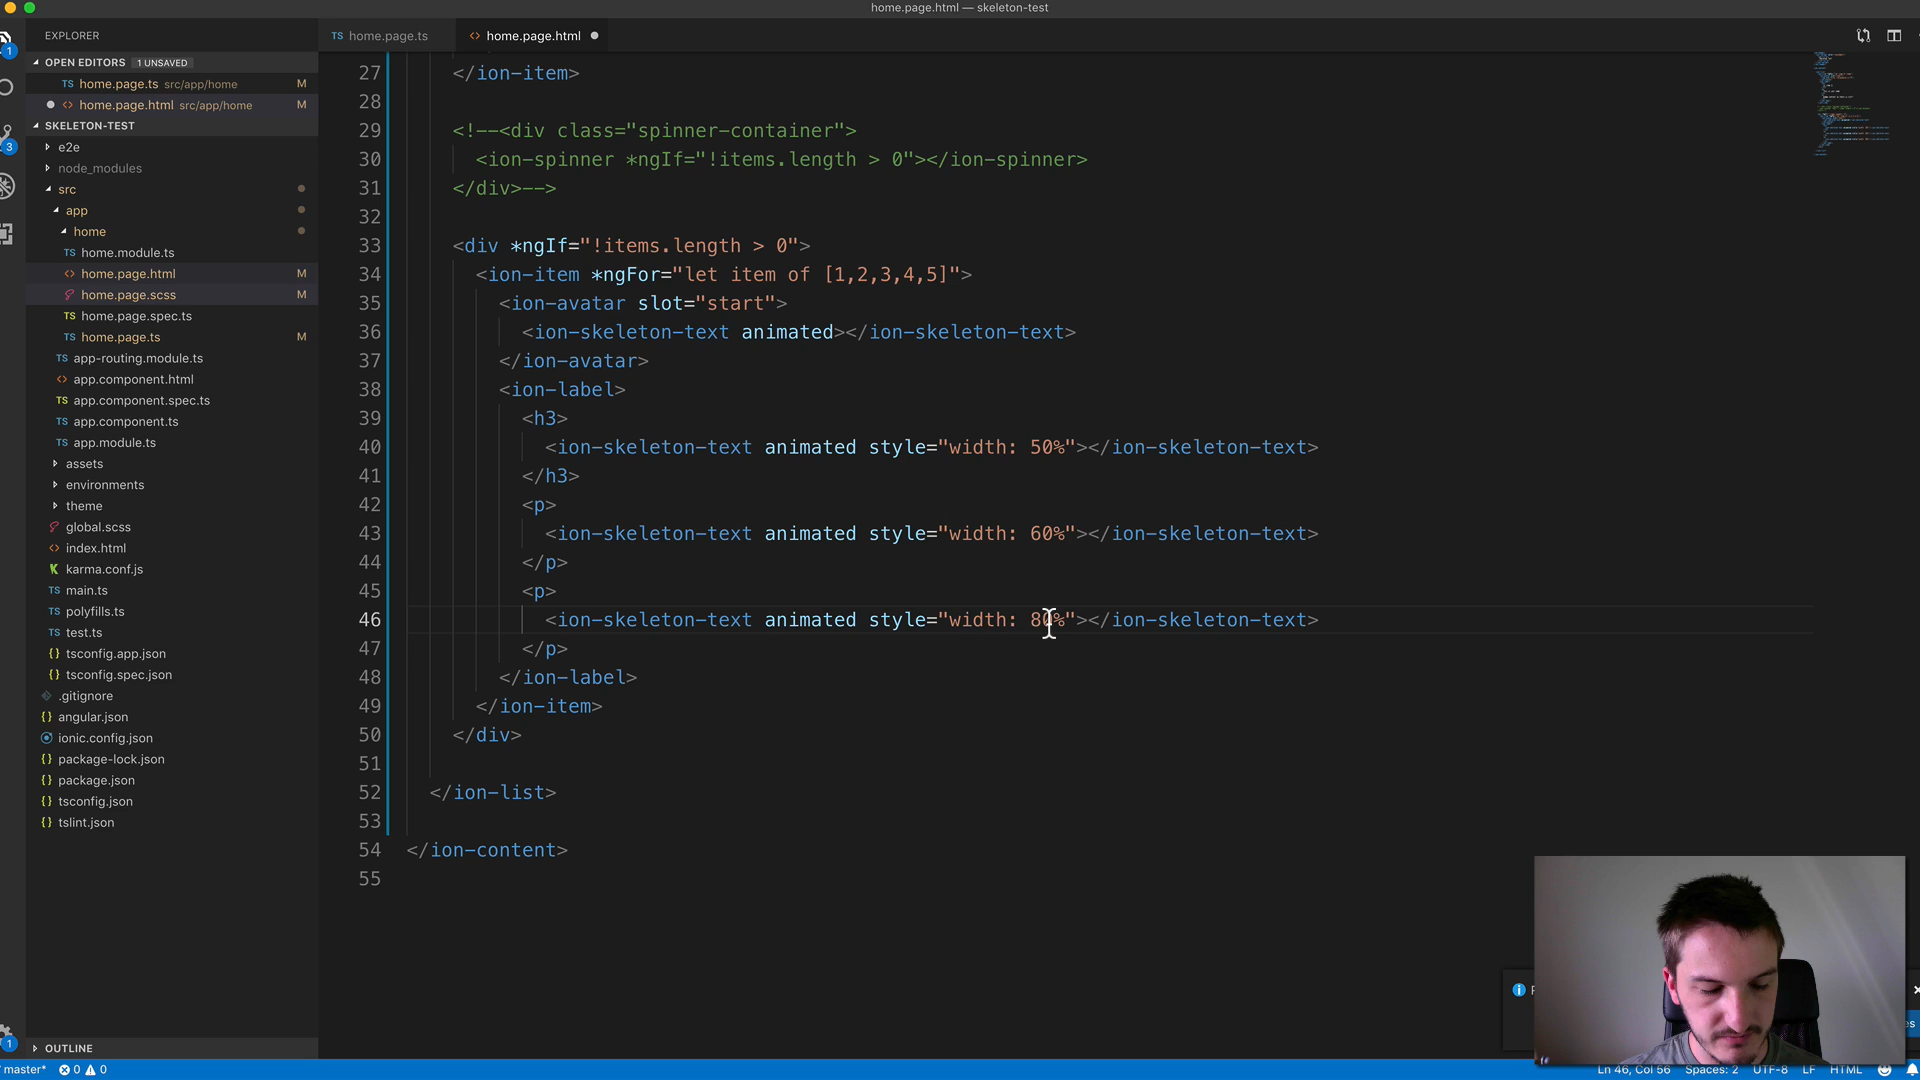 home.page.html — skeleton-test
EXPLORER
OPEN EDITORS 1 UNSAVED
TS home.page.ts src/app/home M
<> home.page.html src/app/home M
SKELETON-TEST
e2e
node_modules
src
app
home
TS home.module.ts
<> home.page.html M
home.page.scss M
TS home.page.spec.ts
TS home.page.ts M
TS app-routing.module.ts
<> app.component.html
TS app.component.spec.ts
TS app.component.ts
TS app.module.ts
assets
environments
theme
global.scss
<> index.html
karma.conf.js
TS main.ts
TS polyfills.ts
TS test.ts
{} tsconfig.app.json
{} tsconfig.spec.json
.gitignore
{} angular.json
ionic.config.json
{} package-lock.json
{} package.json
{} tsconfig.json
{} tslint.json
OUTLINE
1
3
1
TS home.page.ts
<> home.page.html
27 </ion-item>
28
29 <!--<div class="spinner-container">
30 <ion-spinner *ngIf="!items.length > 0"></ion-spinner>
31 </div>-->
32
33 <div *ngIf="!items.length > 0">
34 <ion-item *ngFor="let item of [1,2,3,4,5]">
35 <ion-avatar slot="start">
36 <ion-skeleton-text animated></ion-skeleton-text>
37 </ion-avatar>
38 <ion-label>
39 <h3>
40 <ion-skeleton-text animated style="width: 50%"></ion-skeleton-text>
41 </h3>
42 <p>
43 <ion-skeleton-text animated style="width: 60%"></ion-skeleton-text>
44 </p>
45 <p>
46 <ion-skeleton-text animated style="width: 80%"></ion-skeleton-text>
47 </p>
48 </ion-label>
49 </ion-item>
50 </div>
51
52 </ion-list>
53
54 </ion-content>
55
master* 0 0
Ln 46, Col 56 Spaces: 2 UTF-8 LF HTML